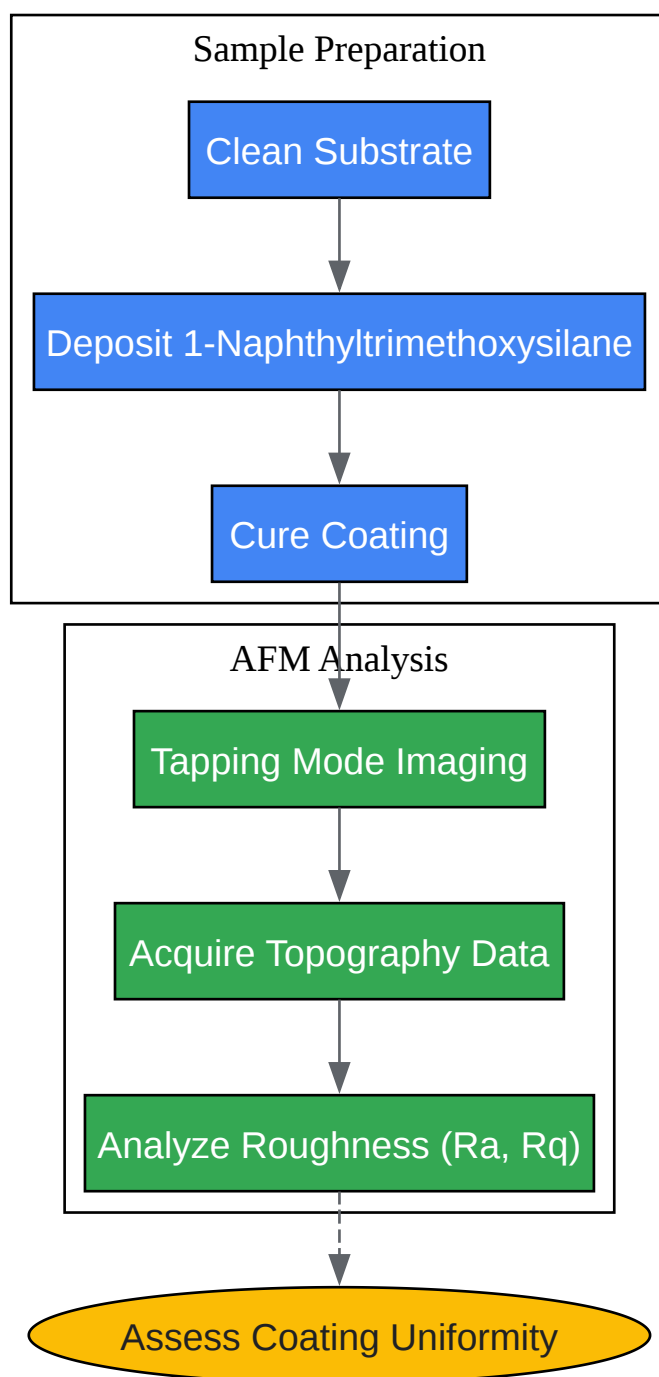 Sample Preparation
Clean Substrate
Deposit 1-Naphthyltrimethoxysilane
Cure Coating
AFM Analysis
Tapping Mode Imaging
Acquire Topography Data
Analyze Roughness (Ra, Rq)
Assess Coating Uniformity